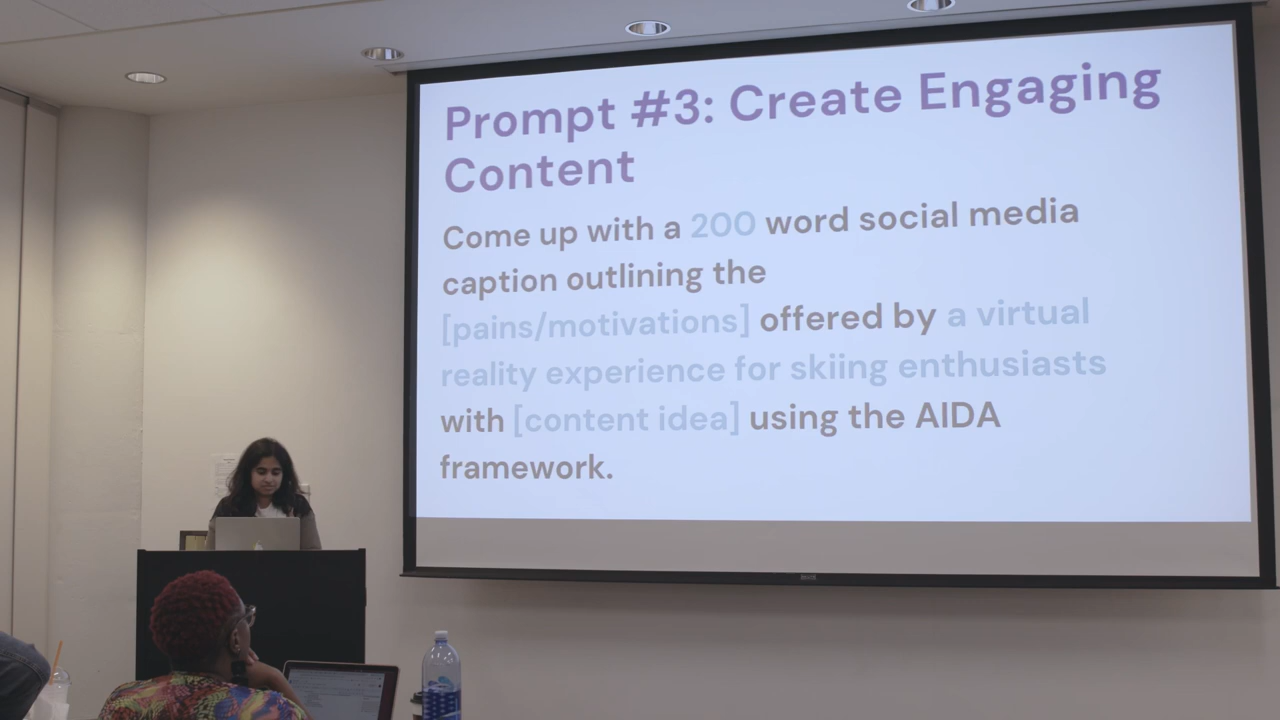 Prompt #3: Create Engaging
Content
Come up with a 200 word social media
caption outlining the
[pains/motivations] offered by a virtual
reality experience for skiing enthusiasts
with [content idea] using the AIDA
framework.